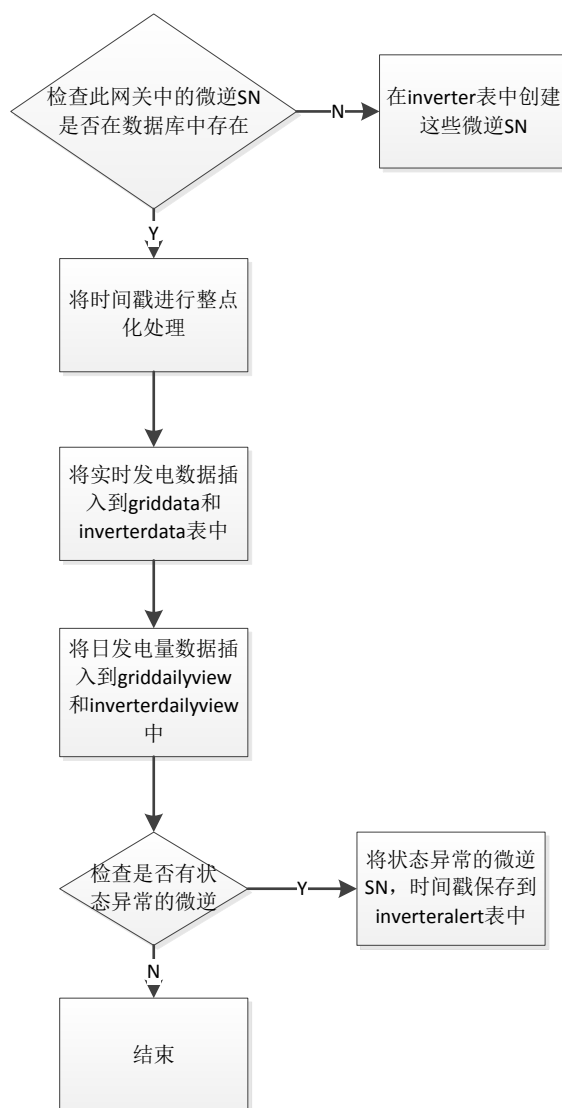 检查此网关中的微逆SN
是否在数据库中存在
N
在inverter表中创建
这些微逆SN
Y
将时间戳进行整点
化处理
将实时发电数据插
入到griddata和
inverterdata表中
将日发电量数据插
入到griddailyview
和inverterdailyview
中
检查是否有状
态异常的微逆
Y
将状态异常的微逆
SN，时间戳保存到
inverteralert表中
N
结束